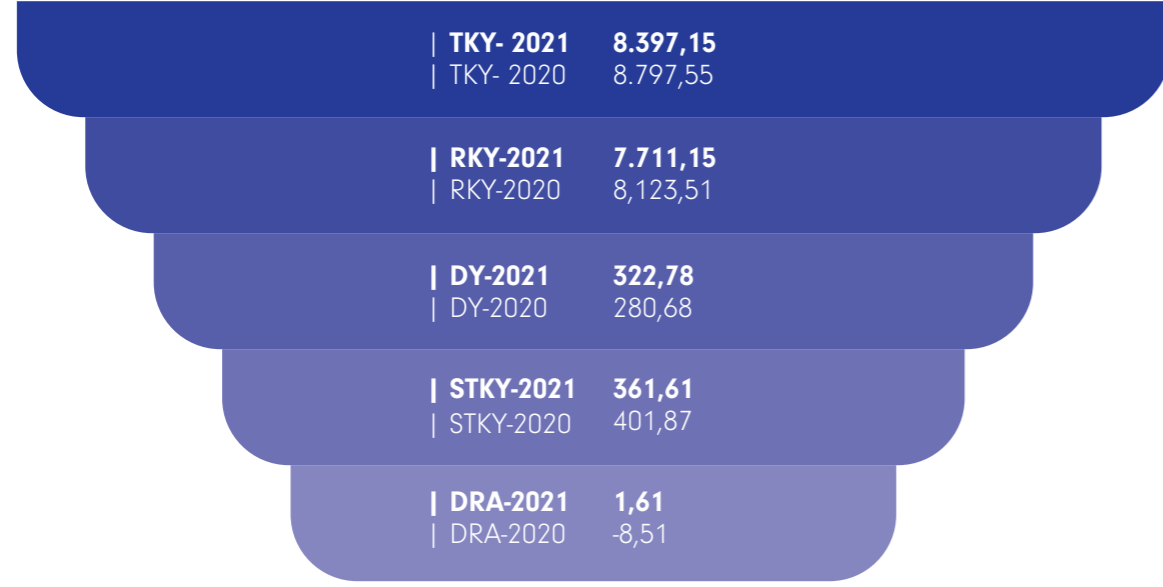 | TKY- 2021 8.397,15
| TKY- 2020 8.797,55
| RKY-2021 7.711,15
| RKY-2020 8,123,51
| DY-2021 322,78
| DY-2020 280,68
| STKY-2021 361,61
| STKY-2020 401,87
| DRA-2021 1,61
| DRA-2020 -8,51